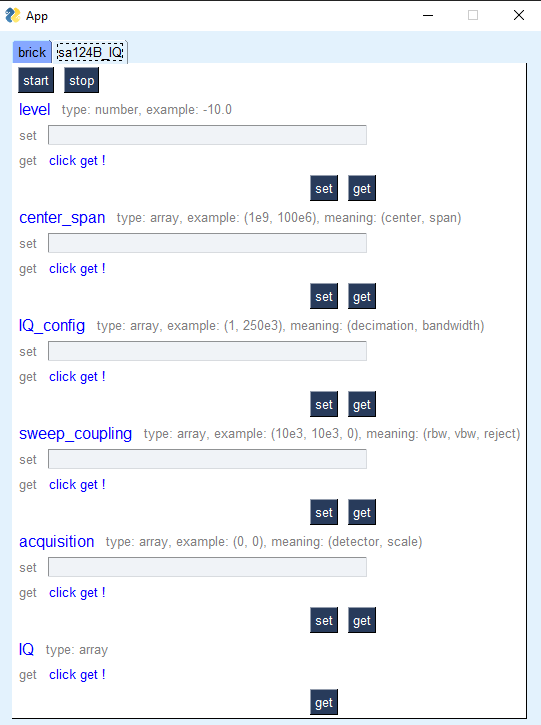 App
brick sa124B_IQ
start stop
level type: number, example: -10.0
set
get click get !
set get
center_span type: array, example: (1e9, 100e6), meaning: (center, span)
set
get click get !
set get
IQ_config type: array, example: (1, 250e3), meaning: (decimation, bandwidth)
set
get click get !
set get
sweep_coupling type: array, example: (10e3, 10e3, 0), meaning: (rbw, vbw, reject)
set
get click get !
set get
acquisition type: array, example: (0, 0), meaning: (detector, scale)
set
get click get !
set get
IQ type: array
get click get !
get